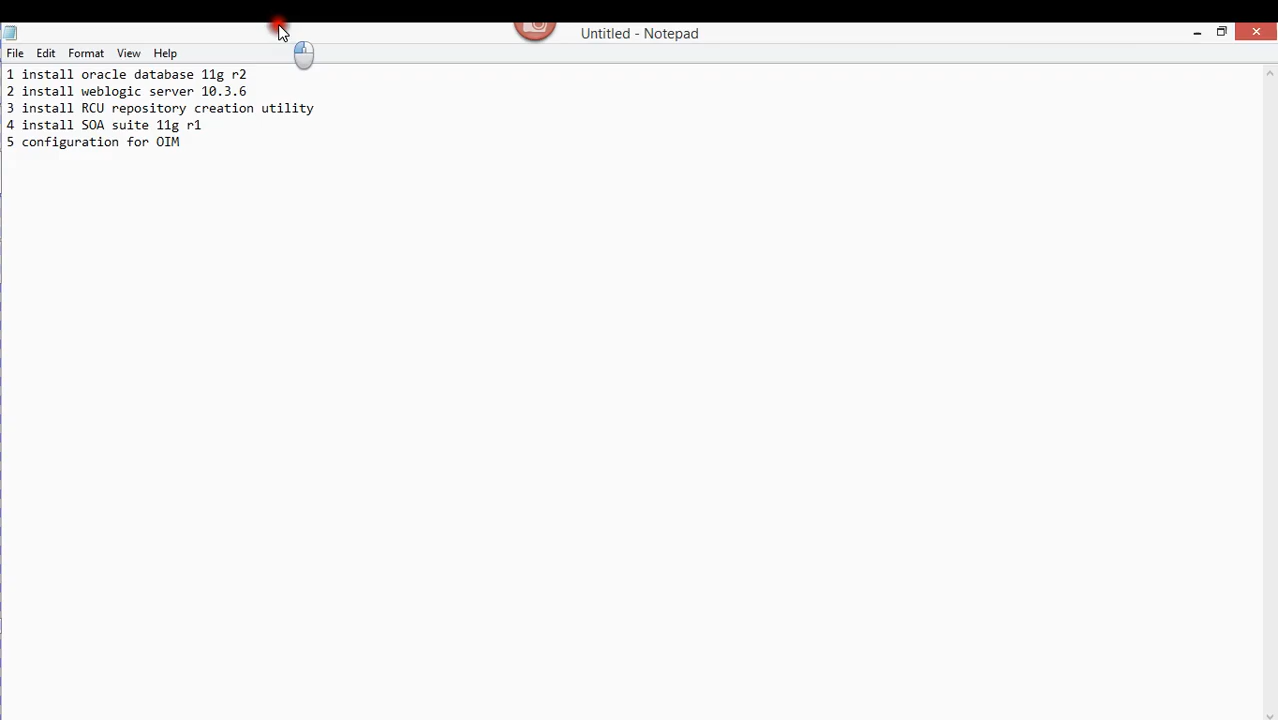 Untitled - Notepad
File Edit Format View Help
1 install oracle database 11g r2
2 install weblogic server 10.3.6
3 install RCU repository creation utility
4 install SOA suite 11g r1
5 configuration for OIM